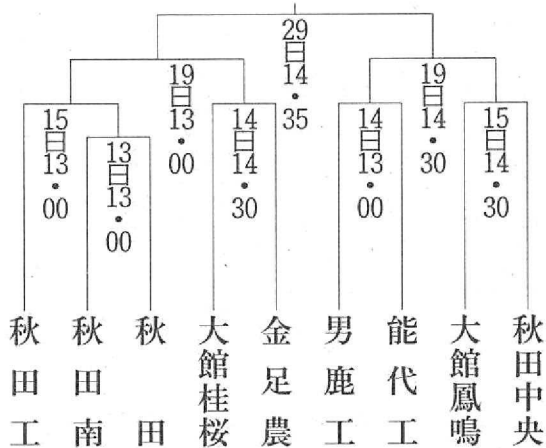 29日14・35
19日13・00
19日14・30
15日13・00
13日13・00
14日14・30
14日13・00
15日14・30
秋田工
秋田南
秋田
大館桂桜
金足農
男鹿工
能代工
大館鳳鳴
秋田中央